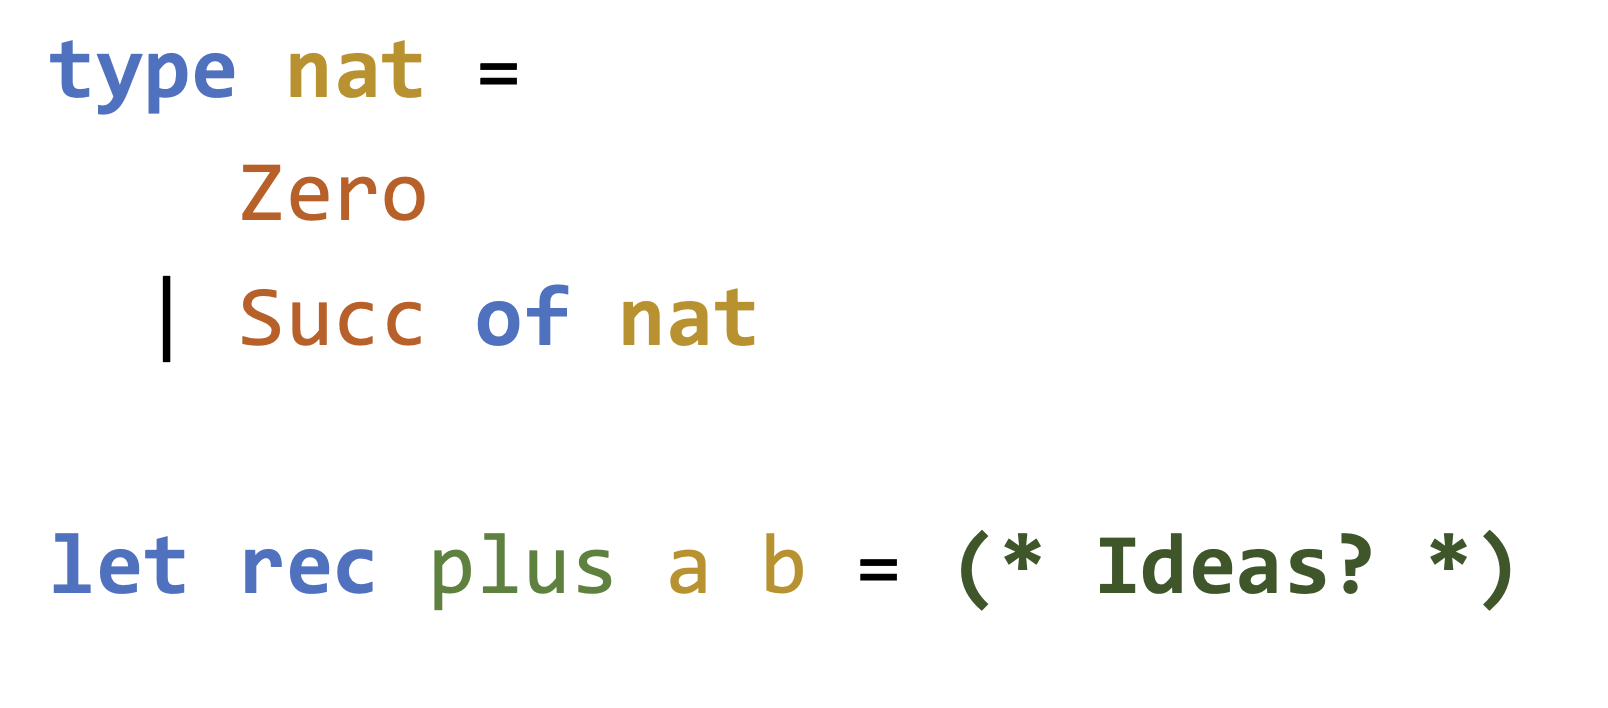 type nat =
    Zero
  | Succ of nat
let rec plus a b = (* Ideas? *)